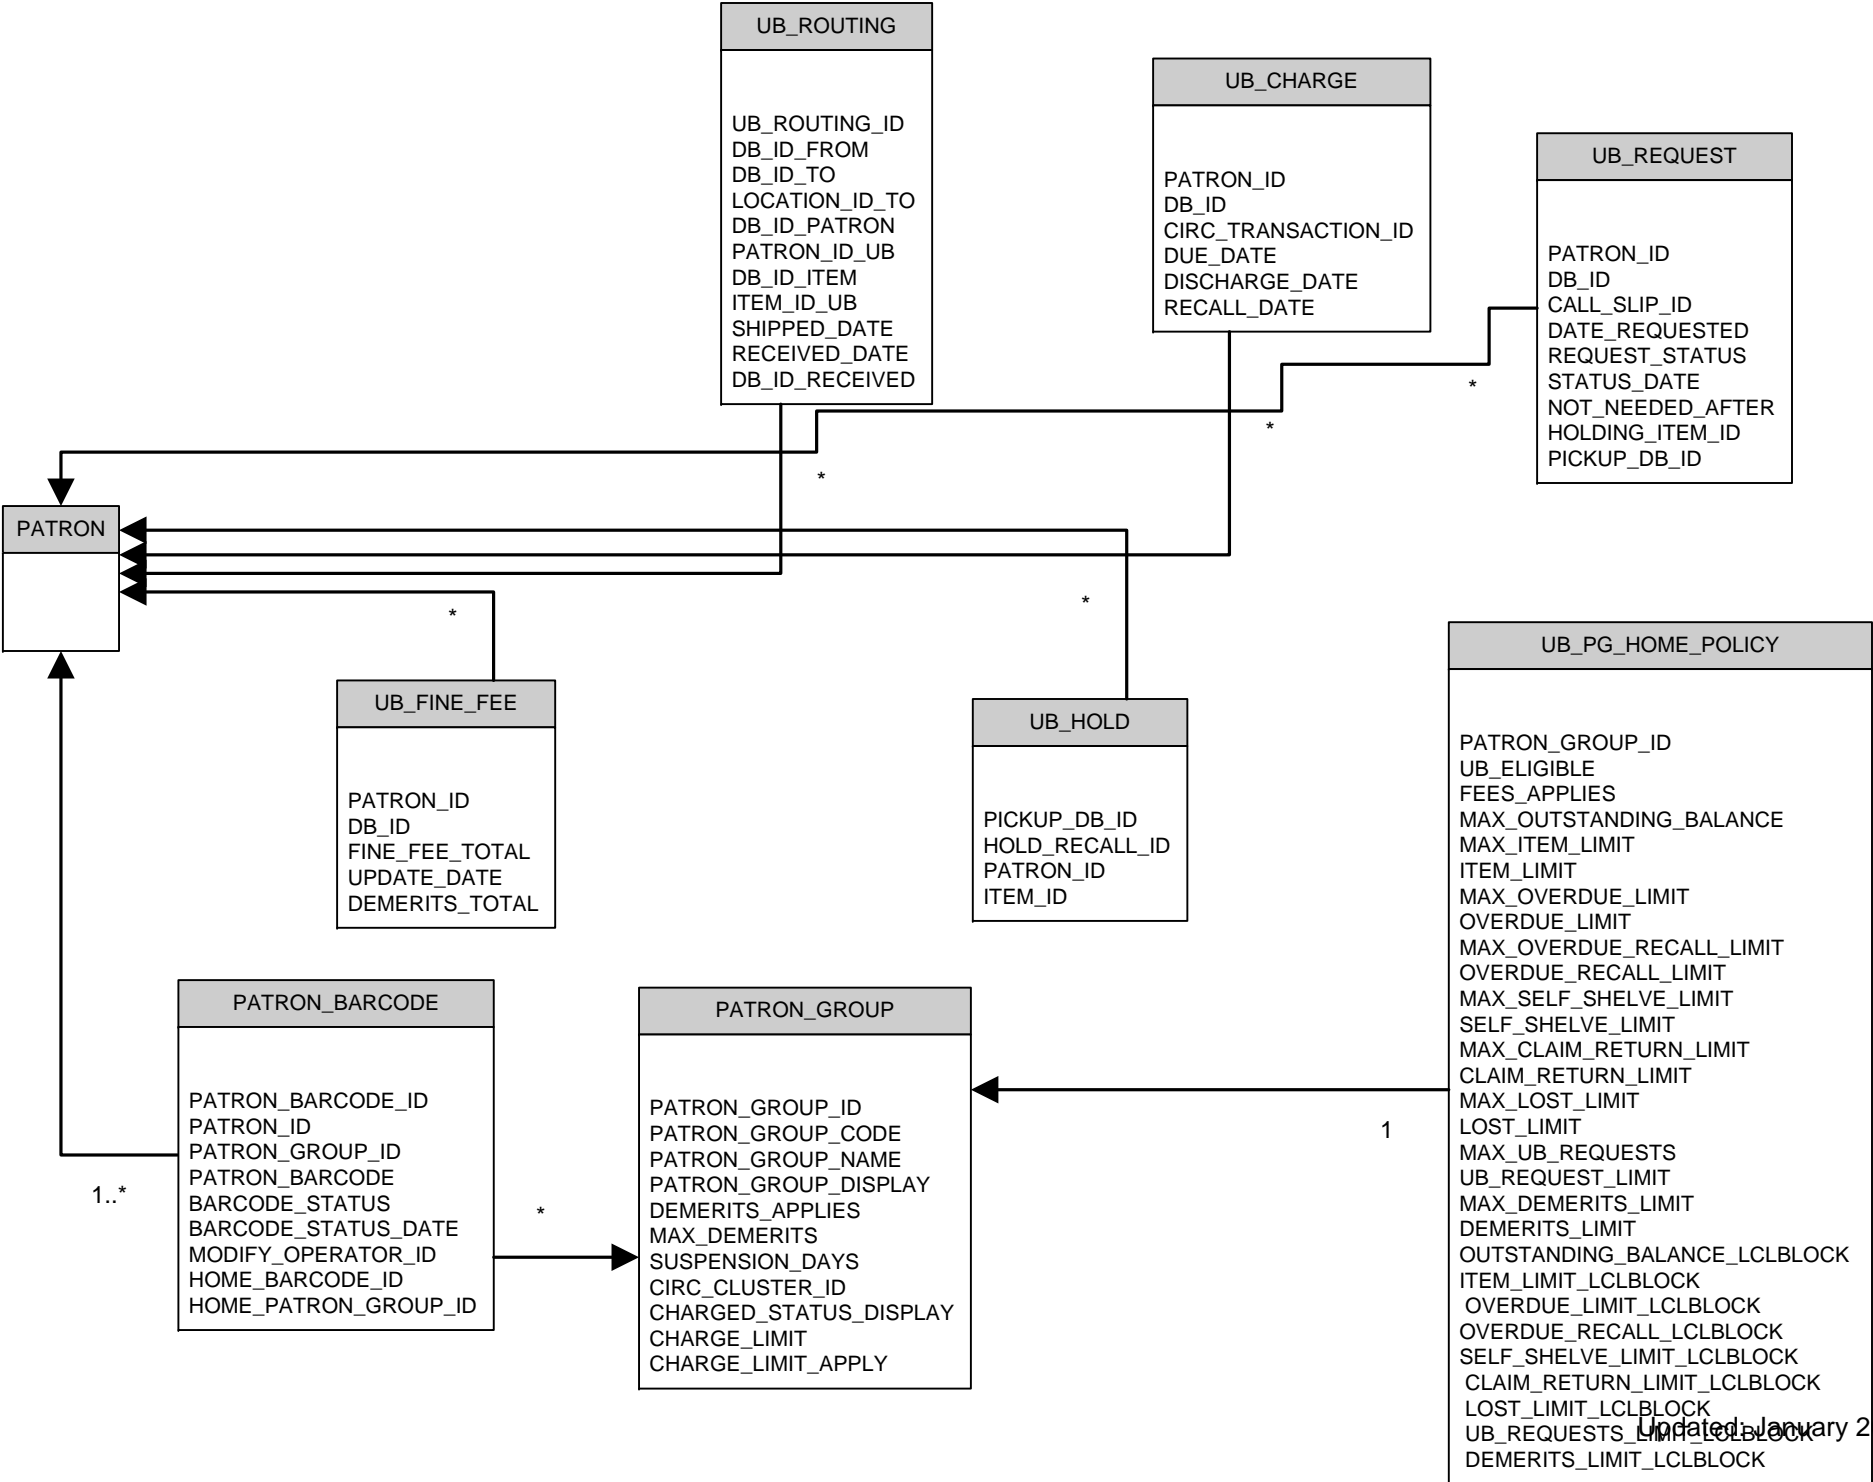 UB_ROUTING
UB_ROUTING_ID
DB_ID_FROM
DB_ID_TO
LOCATION_ID_TO
DB_ID_PATRON
PATRON_ID_UB
DB_ID_ITEM
ITEM_ID_UB
SHIPPED_DATE
RECEIVED_DATE
DB_ID_RECEIVED
UB_CHARGE
PATRON_ID
DB_ID
CIRC_TRANSACTION_ID
DUE_DATE
DISCHARGE_DATE
RECALL_DATE
UB_REQUEST
PATRON_ID
DB_ID
CALL_SLIP_ID
DATE_REQUESTED
REQUEST_STATUS
STATUS_DATE
NOT_NEEDED_AFTER
HOLDING_ITEM_ID
PICKUP_DB_ID
*
*
*
PATRON
*
*
UB_FINE_FEE
PATRON_ID
DB_ID
FINE_FEE_TOTAL
UPDATE_DATE
DEMERITS_TOTAL
UB_HOLD
PICKUP_DB_ID
HOLD_RECALL_ID
PATRON_ID
ITEM_ID
UB_PG_HOME_POLICY
PATRON_GROUP_ID
UB_ELIGIBLE
FEES_APPLIES
MAX_OUTSTANDING_BALANCE
MAX_ITEM_LIMIT
ITEM_LIMIT
MAX_OVERDUE_LIMIT
OVERDUE_LIMIT
MAX_OVERDUE_RECALL_LIMIT
OVERDUE_RECALL_LIMIT
MAX_SELF_SHELVE_LIMIT
SELF_SHELVE_LIMIT
MAX_CLAIM_RETURN_LIMIT
CLAIM_RETURN_LIMIT
MAX_LOST_LIMIT
LOST_LIMIT
MAX_UB_REQUESTS
UB_REQUEST_LIMIT
MAX_DEMERITS_LIMIT
DEMERITS_LIMIT
OUTSTANDING_BALANCE_LCLBLOCK
ITEM_LIMIT_LCLBLOCK
OVERDUE_LIMIT_LCLBLOCK
OVERDUE_RECALL_LCLBLOCK
SELF_SHELVE_LIMIT_LCLBLOCK
CLAIM_RETURN_LIMIT_LCLBLOCK
LOST_LIMIT_LCLBLOCK
UB_REQUESTS_LIMIT_LCLBLOCK
DEMERITS_LIMIT_LCLBLOCK
PATRON_BARCODE
PATRON_BARCODE_ID
PATRON_ID
PATRON_GROUP_ID
PATRON_BARCODE
BARCODE_STATUS
BARCODE_STATUS_DATE
MODIFY_OPERATOR_ID
HOME_BARCODE_ID
HOME_PATRON_GROUP_ID
1..*
*
PATRON_GROUP
PATRON_GROUP_ID
PATRON_GROUP_CODE
PATRON_GROUP_NAME
PATRON_GROUP_DISPLAY
DEMERITS_APPLIES
MAX_DEMERITS
SUSPENSION_DAYS
CIRC_CLUSTER_ID
CHARGED_STATUS_DISPLAY
CHARGE_LIMIT
CHARGE_LIMIT_APPLY
1
Updated: January 2